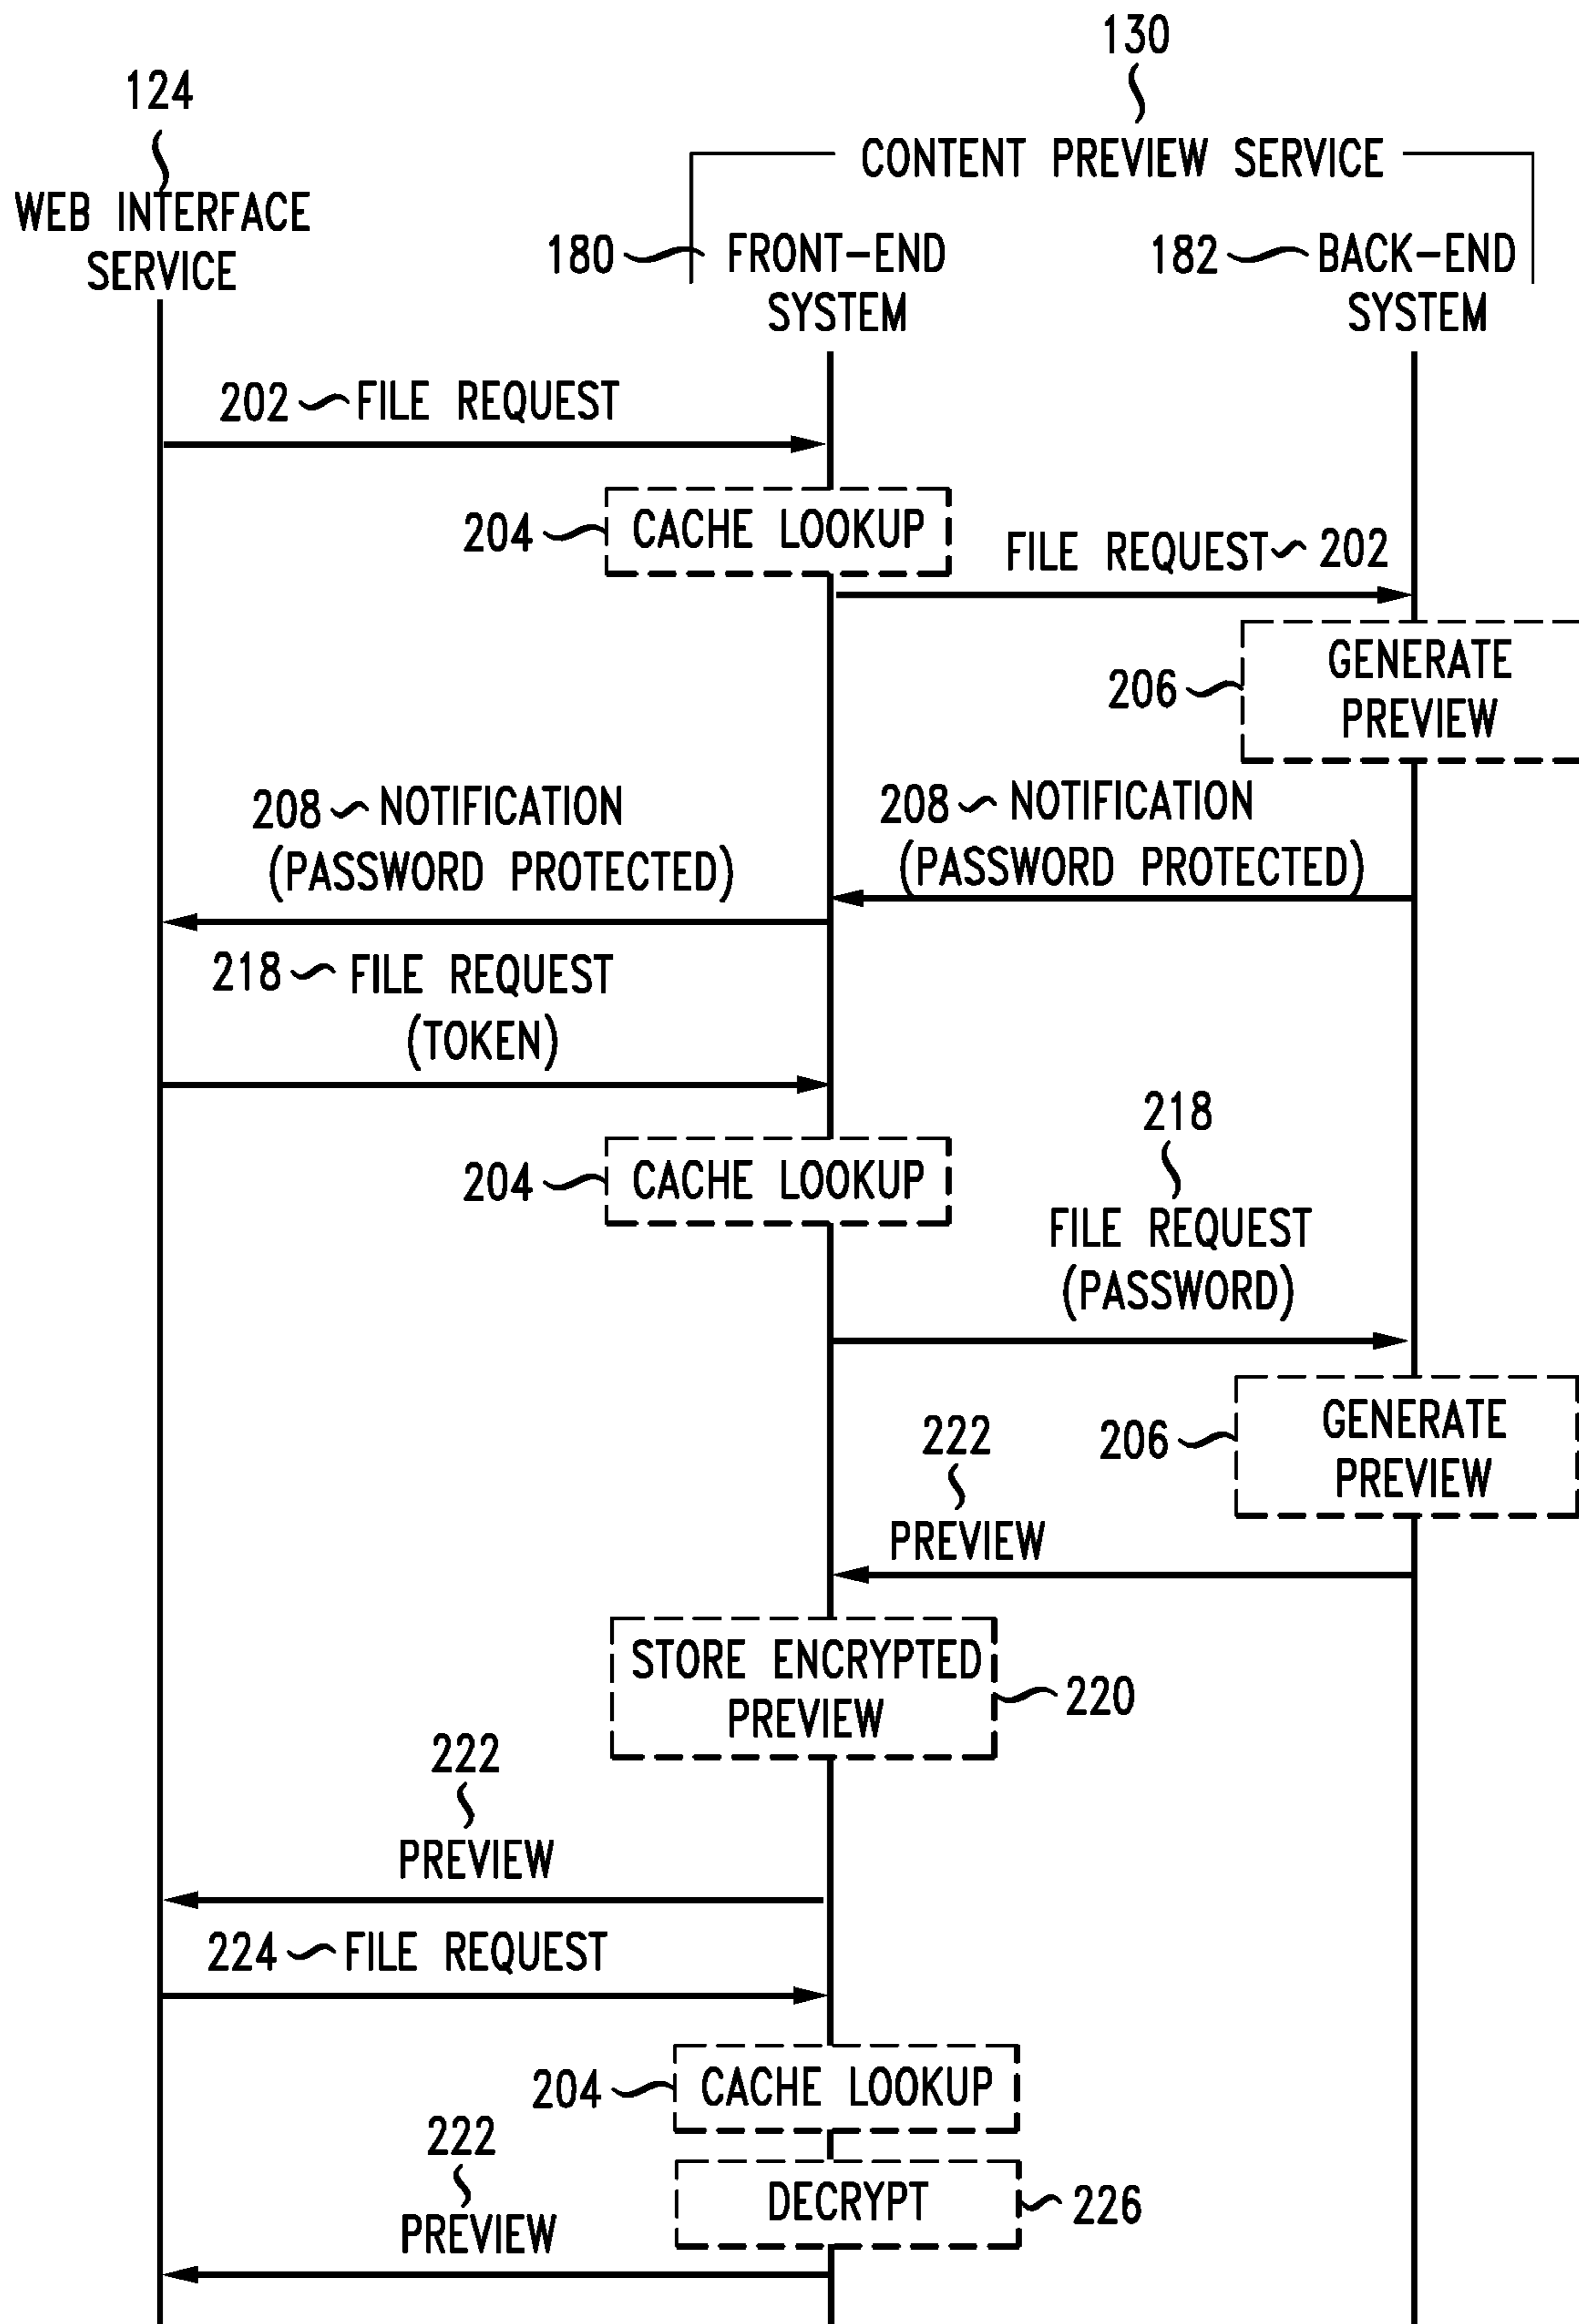 130
124
CONTENT PREVIEW SERVICE
WEB INTERFACE
SERVICE
180 FRONT-END
SYSTEM
182 BACK-END
SYSTEM
202 FILE REQUEST
204 CACHE LOOKUP
FILE REQUEST 202
206 GENERATE
PREVIEW
208 NOTIFICATION
(PASSWORD PROTECTED)
208 NOTIFICATION
(PASSWORD PROTECTED)
218 FILE REQUEST
(TOKEN)
204 CACHE LOOKUP
218
FILE REQUEST
(PASSWORD)
206 GENERATE
PREVIEW
222
PREVIEW
STORE ENCRYPTED
PREVIEW
220
222
PREVIEW
224 FILE REQUEST
204 CACHE LOOKUP
222
PREVIEW
DECRYPT 226